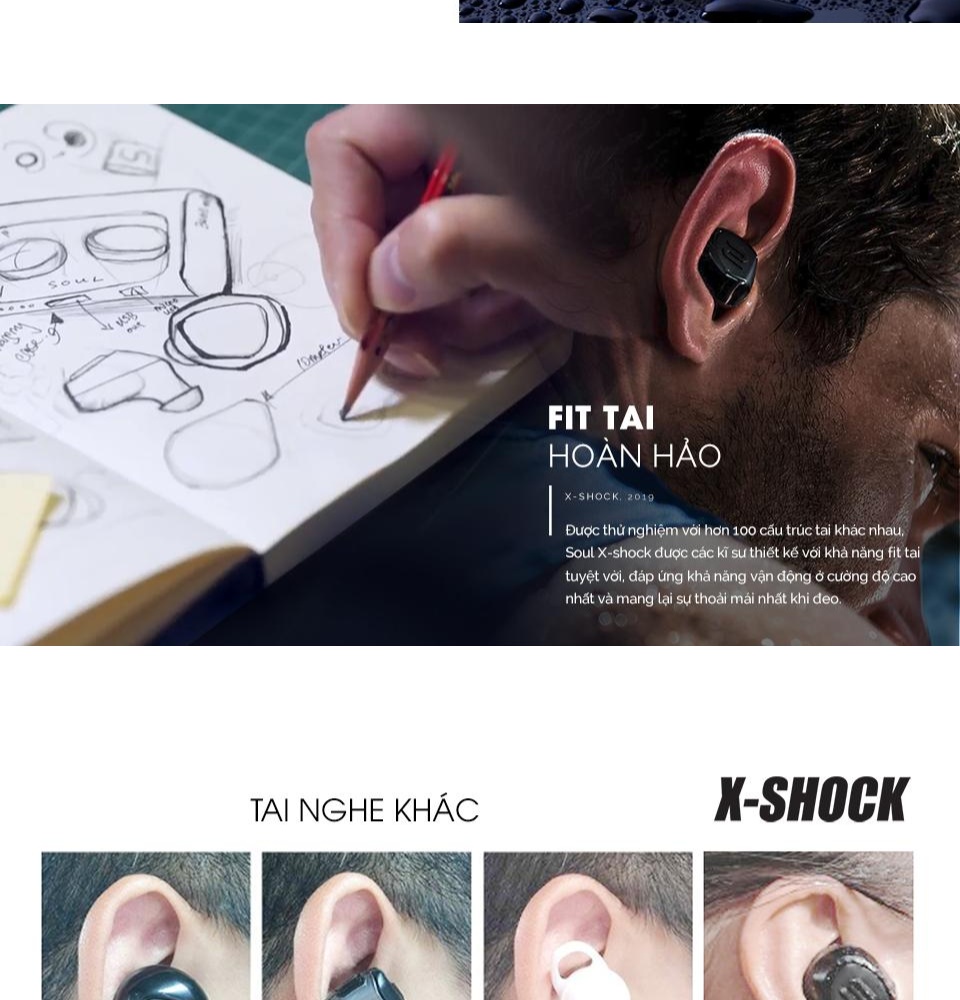 SOUL
USB
out
FIT TAI
HOÀN HẢO
X-SHOCK, 2019
Được thử nghiệm với hơn 100 cấu trúc tai khác nhau,
Soul X-shock được các kĩ sư thiết kế với khả năng fit tai
tuyệt vời, đáp ứng khả năng vận động ở cường độ cao
nhất và mang lại sự thoải mái nhất khi đeo.
TAI NGHE KHÁC
X-SHOCK